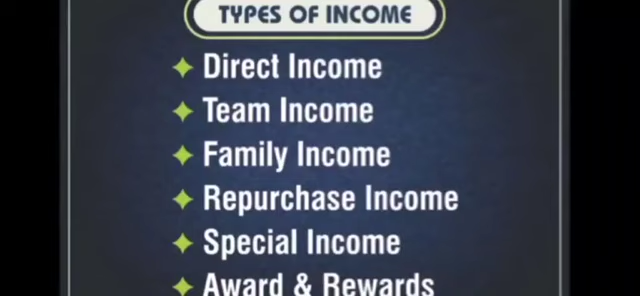 TYPES OF INCOME
Direct Income
Team Income
Family Income
Repurchase Income
Special Income
Award & Rewards